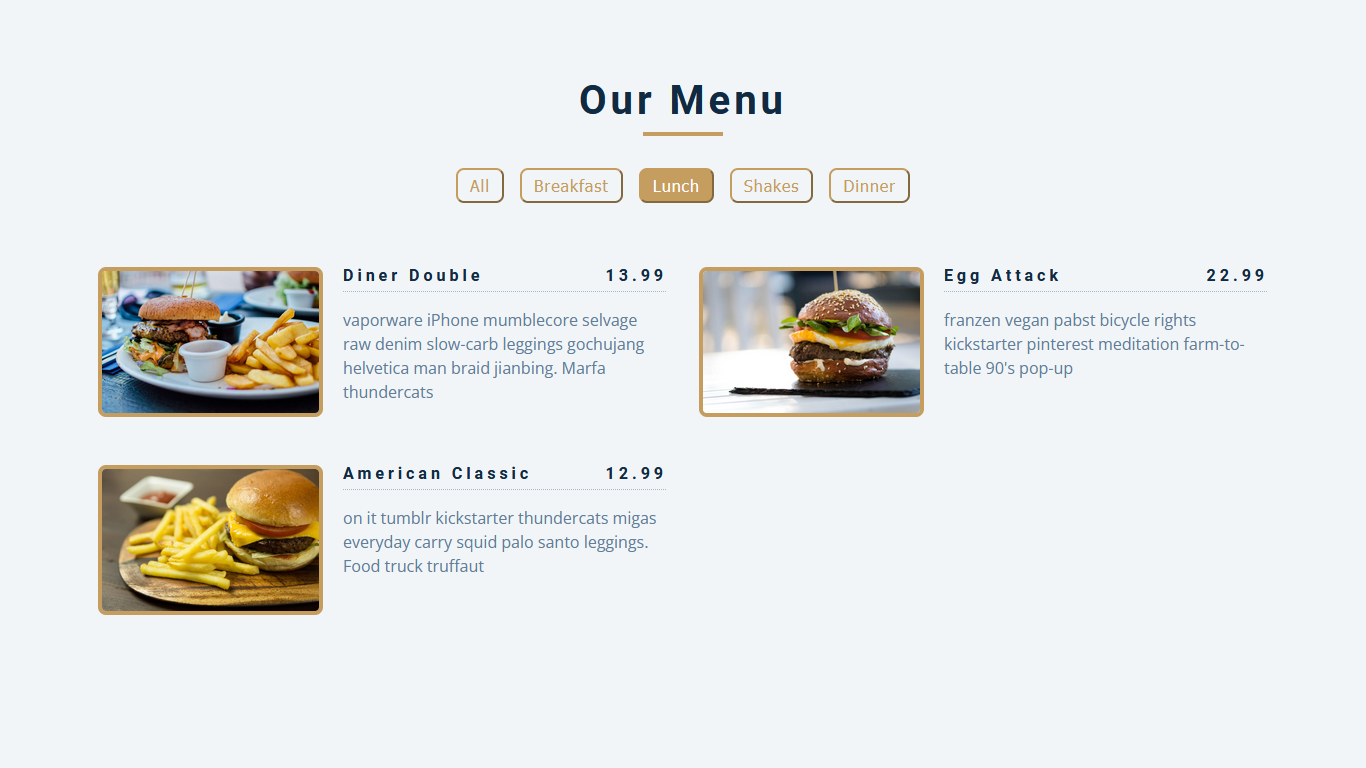 Our Menu
All Breakfast Lunch Shakes Dinner
Diner Double 13.99
vaporware iPhone mumblecore selvage
raw denim slow-carb leggings gochujang
helvetica man braid jianbing. Marfa
thundercats
Egg Attack 22.99
franzen vegan pabst bicycle rights
kickstarter pinterest meditation farm-to-
table 90's pop-up
American Classic 12.99
on it tumblr kickstarter thundercats migas
everyday carry squid palo santo leggings.
Food truck truffaut